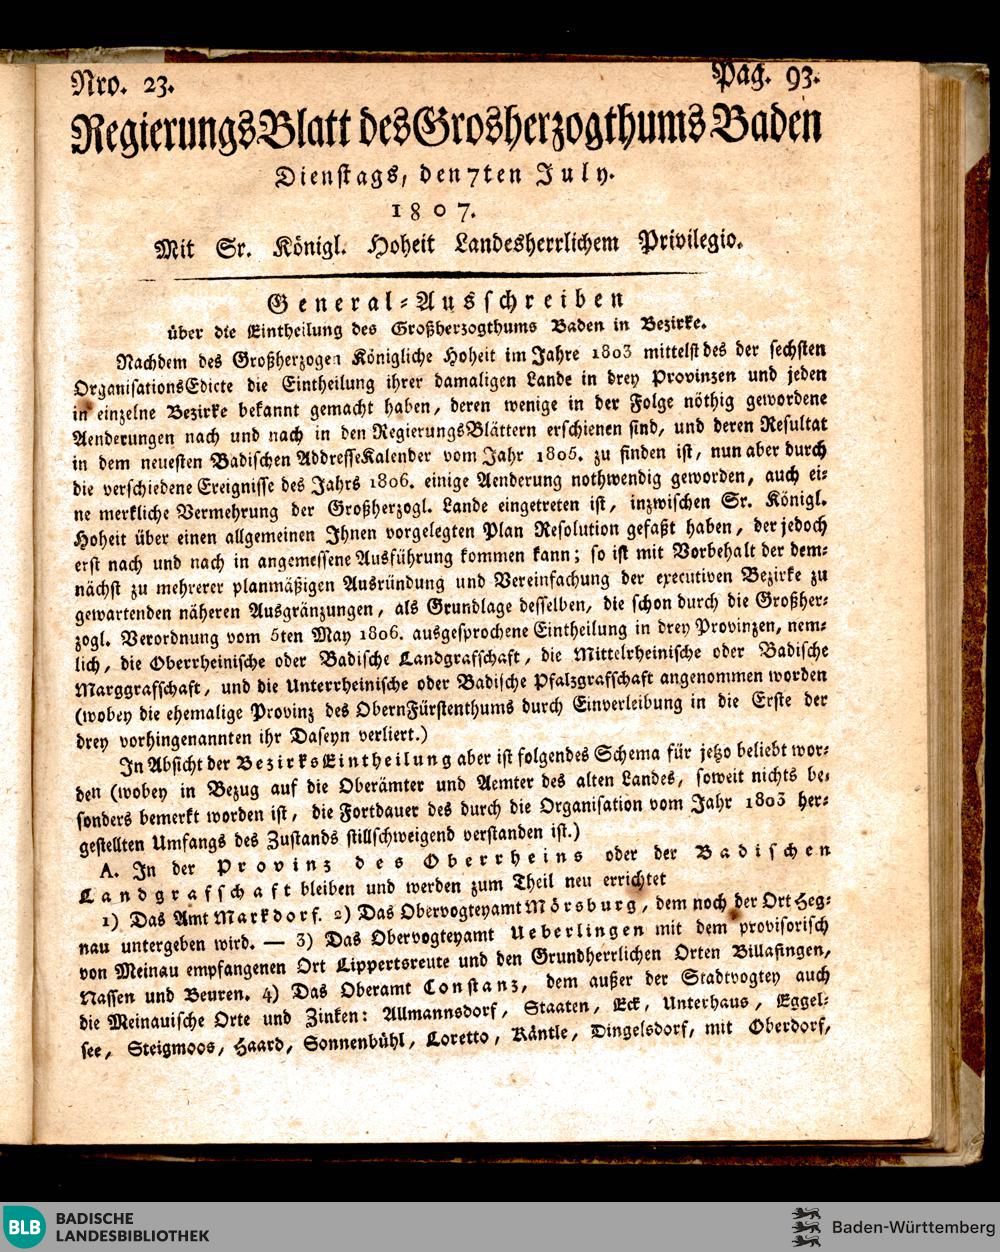 Nro. 23. Pag. 93.
RegierungsBlatt des Grosherzogthums Baden
Dienstags, den 7ten July.
1807.
Mit Sr. Königl. Hoheit Landesherrlichem Privilegio.
General-Ausschreiben
über die Eintheilung des Großherzogthums Baden in Bezirke.
Nachdem des Großherzogen Königliche Hoheit im Jahre 1803 mittelst des der sechsten
OrganisationsEdicte die Eintheilung ihrer damaligen Lande in drey Provinzen und jeden
in einzelne Bezirke bekannt gemacht haben, deren wenige in der Folge nöthig gewordene
Aenderungen nach und nach in den RegierungsBlättern erschienen sind, und deren Resultat
in dem neuesten Badischen AddresseKalender vom Jahr 1805. zu finden ist, nun aber durch
die verschiedene Ereignisse des Jahrs 1806. einige Aenderung nothwendig geworden, auch ei-
ne merkliche Vermehrung der Großherzogl. Lande eingetreten ist, inzwischen Sr. Königl.
Hoheit über einen allgemeinen Ihnen vorgelegten Plan Resolution gefaßt haben, der jedoch
erst nach und nach in angemessene Ausführung kommen kann; so ist mit Vorbehalt der dem-
nächst zu mehrerer planmäßigen Ausründung und Vereinfachung der executiven Bezirke zu
gewartenden näheren Ausgränzungen, als Grundlage desselben, die schon durch die Großher-
zogl. Verordnung vom 5ten May 1806. ausgesprochene Eintheilung in drey Provinzen, nem-
lich, die Oberrheinische oder Badische Landgrafschaft, die Mittelrheinische oder Badische
Marggrafschaft, und die Unterrheinische oder Badische Pfalzgrafschaft angenommen worden
(wobey die ehemalige Provinz des ObernFürstenthums durch Einverleibung in die Erste der
drey vorhingenannten ihr Daseyn verliert.)
In Absicht der BezirksEintheilung aber ist folgendes Schema für jetzo beliebt wor-
den (wobey in Bezug auf die Oberämter und Aemter des alten Landes, soweit nichts be-
sonders bemerkt worden ist, die Fortdauer des durch die Organisation vom Jahr 1803 her-
gestellten Umfangs des Zustands stillschweigend verstanden ist.)
A. In der Provinz des Oberrheins oder der Badischen
Landgrafschaft bleiben und werden zum Theil neu errichtet
1) Das Amt Markdorf. 2) Das Obervogteyamt Mörsburg, dem noch der Ort Heg-
nau untergeben wird. — 3) Das Obervogteyamt Ueberlingen mit dem provisorisch
von Meinau empfangenen Ort Lippertsreute und den Grundherrlichen Orten Billafingen,
Nassen und Beuren. 4) Das Oberamt Constanz, dem außer der Stadtvogtey auch
die Meinauische Orte und Zinken: Allmannsdorf, Staaten, Eck, Unterhaus, Eggel-
see, Steigmoos, Haard, Sonnenbühl, Loretto, Käntle, Dingelsdorf, mit Oberdorf,
BLB BADISCHE
LANDESBIBLIOTHEK
Baden-Württemberg